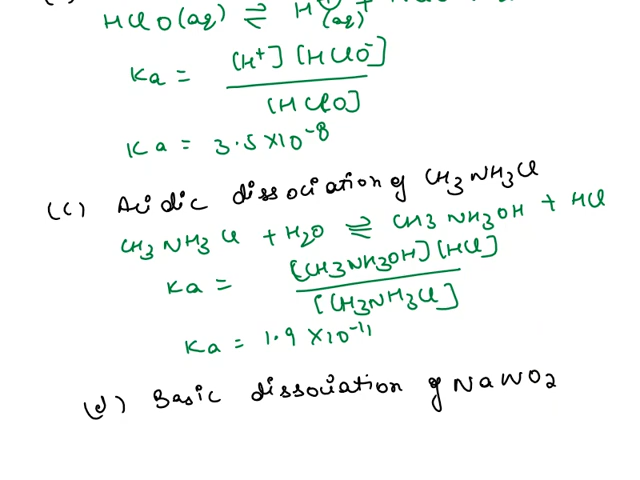 HClO(aq) ⇌ H⊕(aq) +
Ka = [H+] [HClO-] / [HClO]
Ka = 3.5 × 10-8
(C) Acidic dissociation of CH3NH3Cl
CH3NH3Cl + H2O ⇌ CH3NH3OH + HCl
Ka = [CH3NH3OH] [HCl] / [CH3NH3Cl]
Ka = 1.9 × 10-11
(d) Basic dissociation of NaNO2